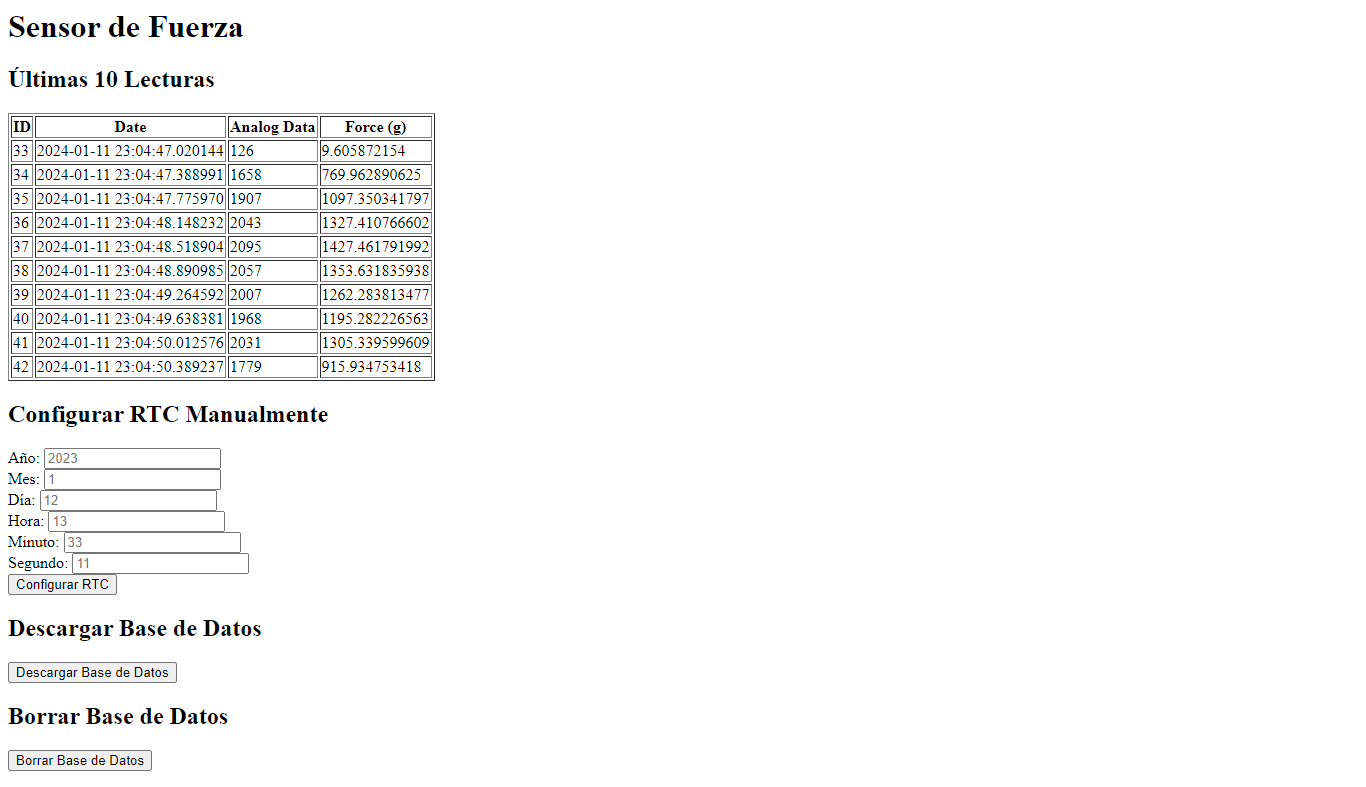 Sensor de Fuerza
Últimas 10 Lecturas
ID Date Analog Data Force (g)
33 2024-01-11 23:04:47.020144 126 9.605872154
34 2024-01-11 23:04:47.388991 1658 769.962890625
35 2024-01-11 23:04:47.775970 1907 1097.350341797
36 2024-01-11 23:04:48.148232 2043 1327.410766602
37 2024-01-11 23:04:48.518904 2095 1427.461791992
38 2024-01-11 23:04:48.890985 2057 1353.631835938
39 2024-01-11 23:04:49.264592 2007 1262.283813477
40 2024-01-11 23:04:49.638381 1968 1195.282226563
41 2024-01-11 23:04:50.012576 2031 1305.339599609
42 2024-01-11 23:04:50.389237 1779 915.934753418
Configurar RTC Manualmente
Año: 2023
Mes: 1
Día: 12
Hora: 13
Minuto: 33
Segundo: 11
Configurar RTC
Descargar Base de Datos
Descargar Base de Datos
Borrar Base de Datos
Borrar Base de Datos